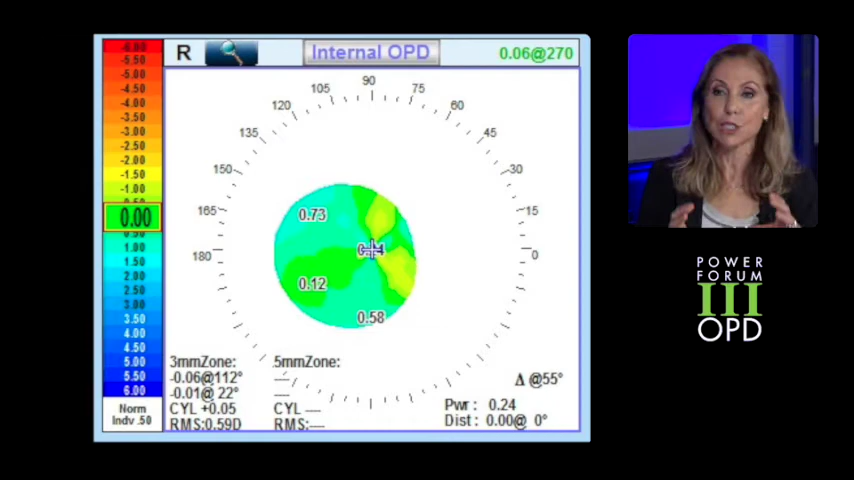 R
Internal OPD
0.06@270
-6.00
-5.50
-5.00
-4.50
-4.00
-3.50
-3.00
-2.50
-2.00
-1.50
-1.00
0.00
1.00
1.50
2.00
2.50
3.00
3.50
4.00
4.50
5.00
5.50
6.00
Norm
Indv .50
90
105
75
120
60
135
45
150
30
165
15
180
0
0.73
0.12
0.58
3mmZone:
-0.06@112°
-0.01@ 22°
CYL +0.05
RMS:0.59D
5mmZone:
---
---
CYL ---
RMS:---
Δ @55°
Pwr : 0.24
Dist : 0.00@ 0°
POWER
FORUM
III
OPD